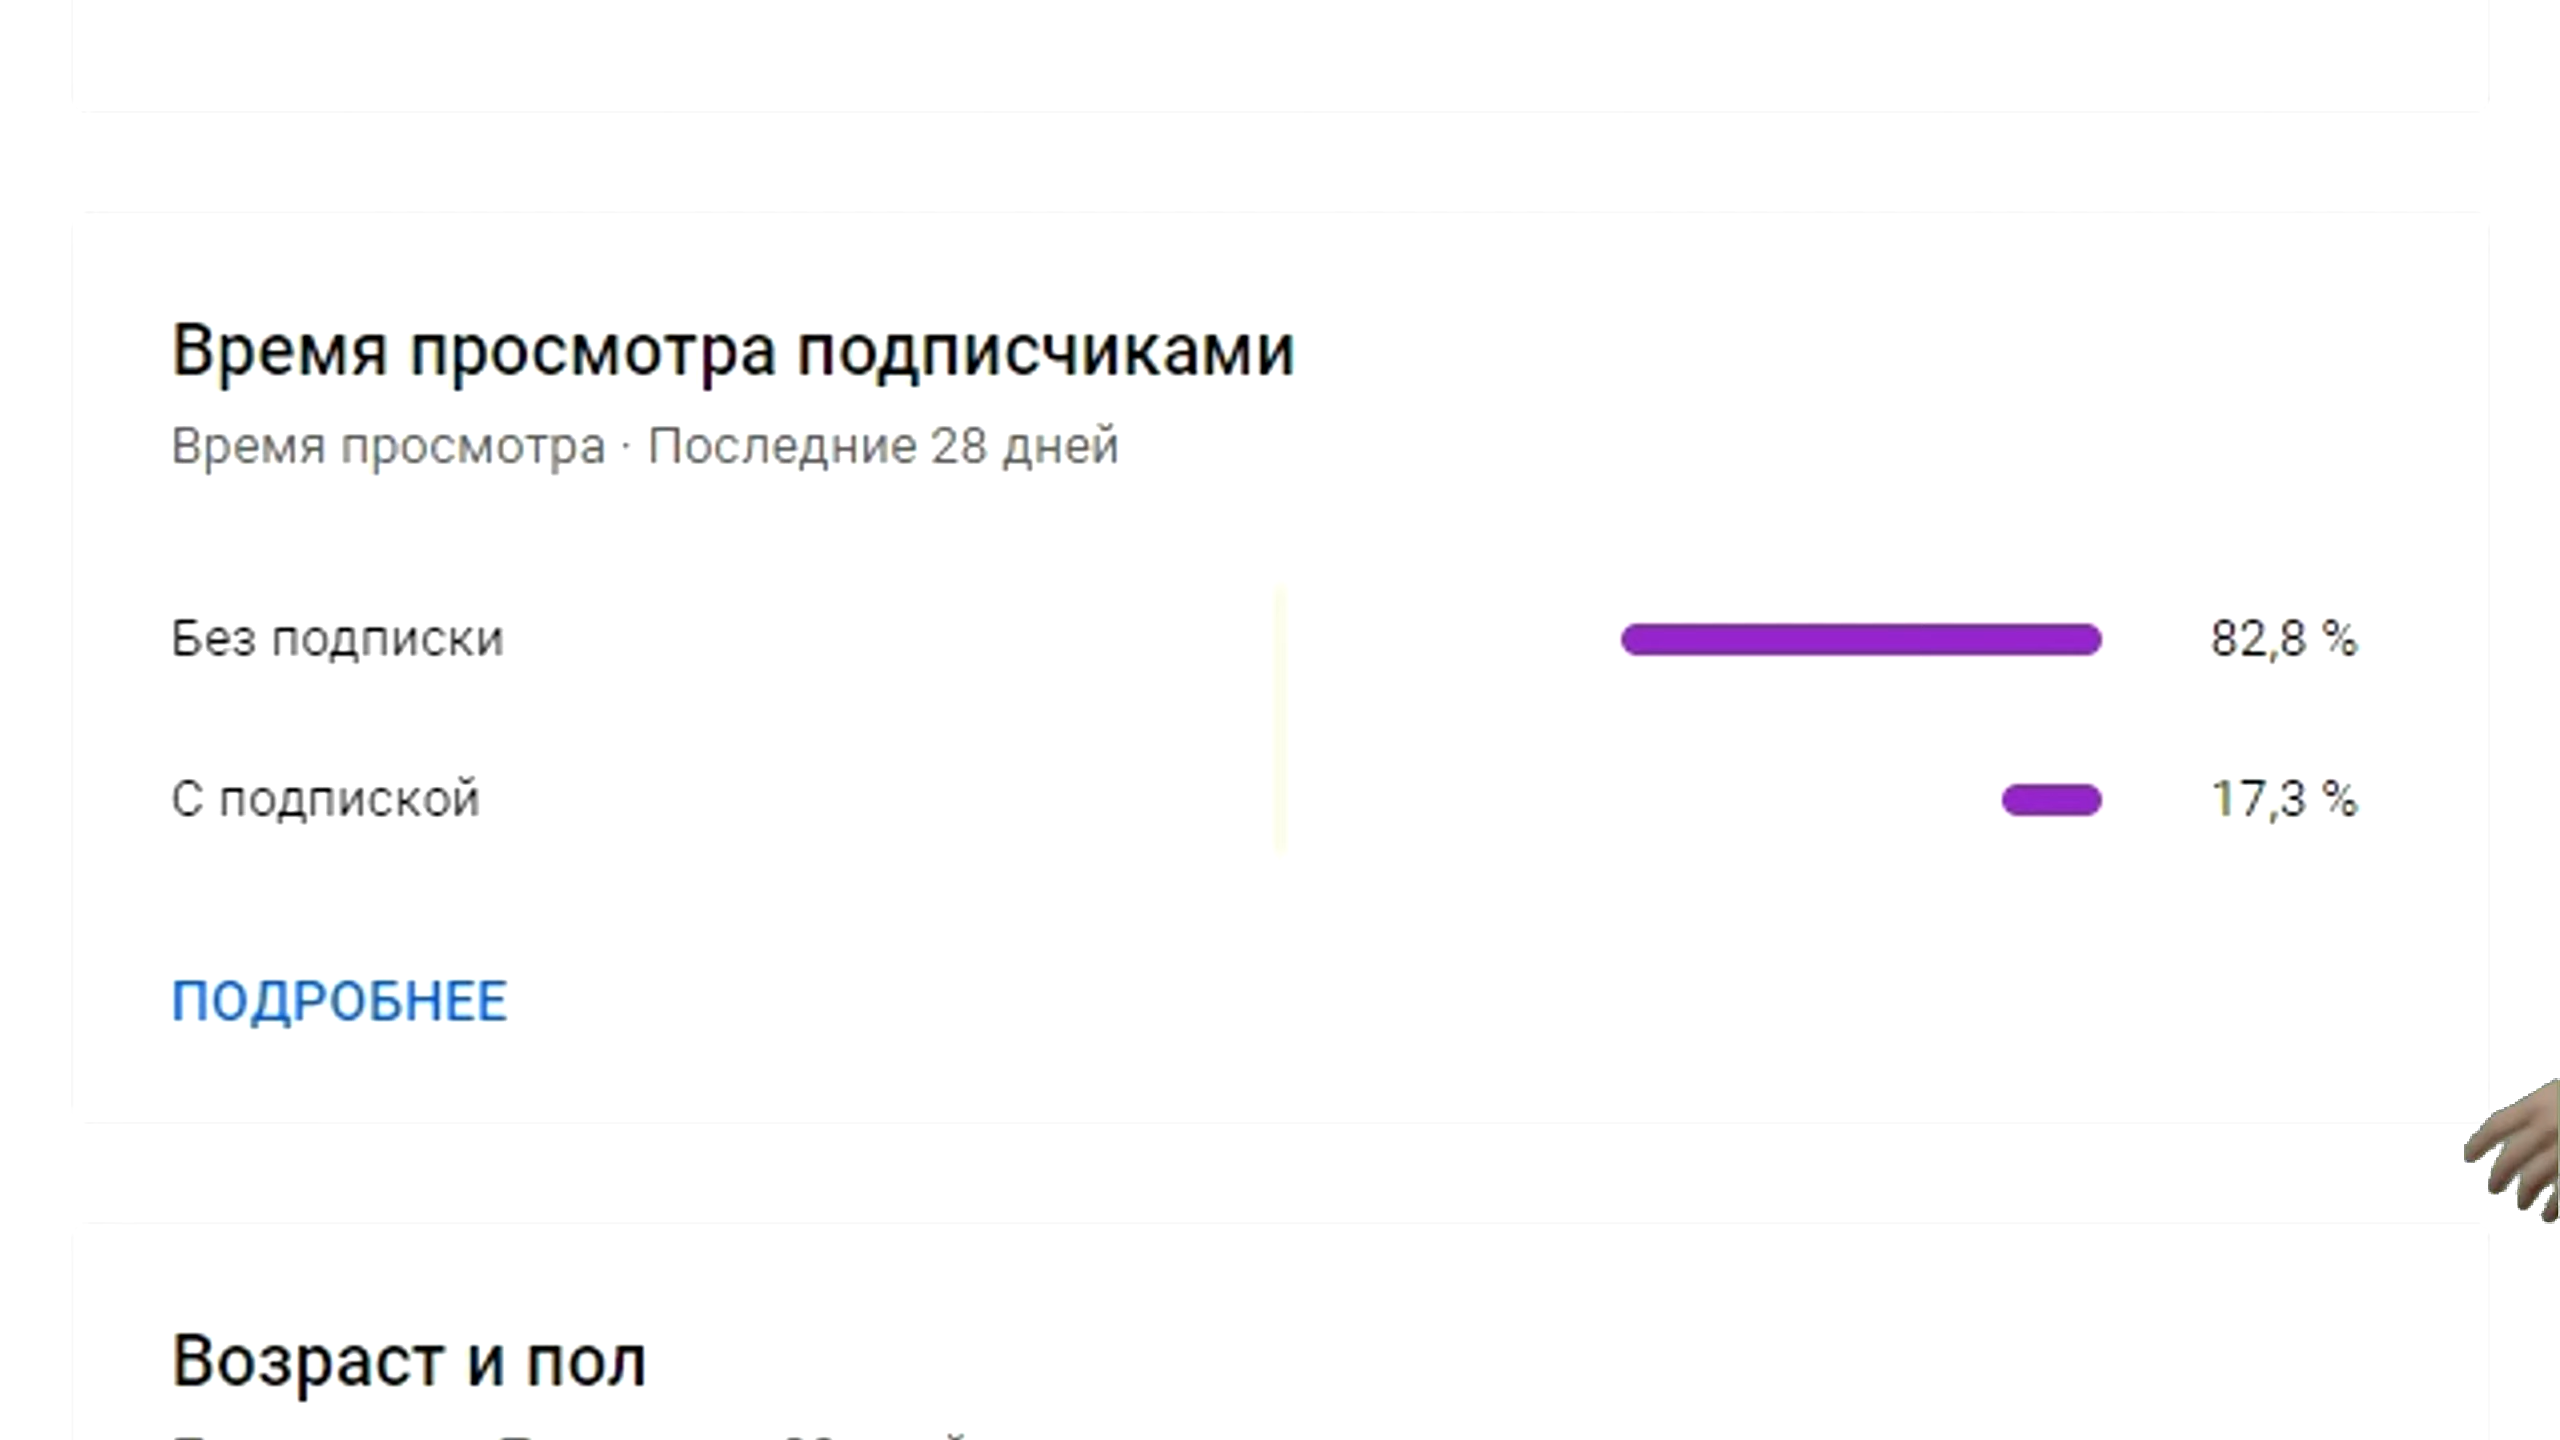 Время просмотра подписчиками
Время просмотра · Последние 28 дней
Без подписки 82,8 %
С подпиской 17,3 %
ПОДРОБНЕЕ
Возраст и пол